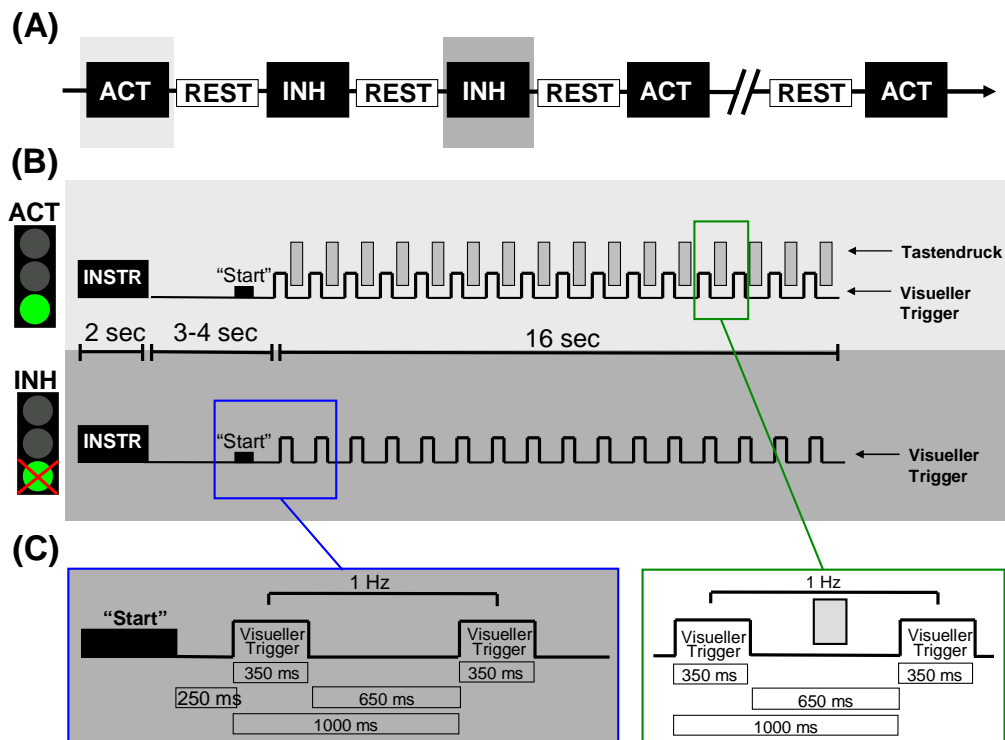 (A)
ACT REST INH REST INH REST ACT REST ACT
(B)
ACT
INSTR
“Start”
Tastendruck
Visueller
Trigger
2 sec
3-4 sec
16 sec
INH
INSTR
“Start”
Visueller
Trigger
(C)
“Start”
1 Hz
Visueller
Trigger
Visueller
Trigger
350 ms
350 ms
250 ms
650 ms
1000 ms
1 Hz
Visueller
Trigger
Visueller
Trigger
350 ms
350 ms
650 ms
1000 ms